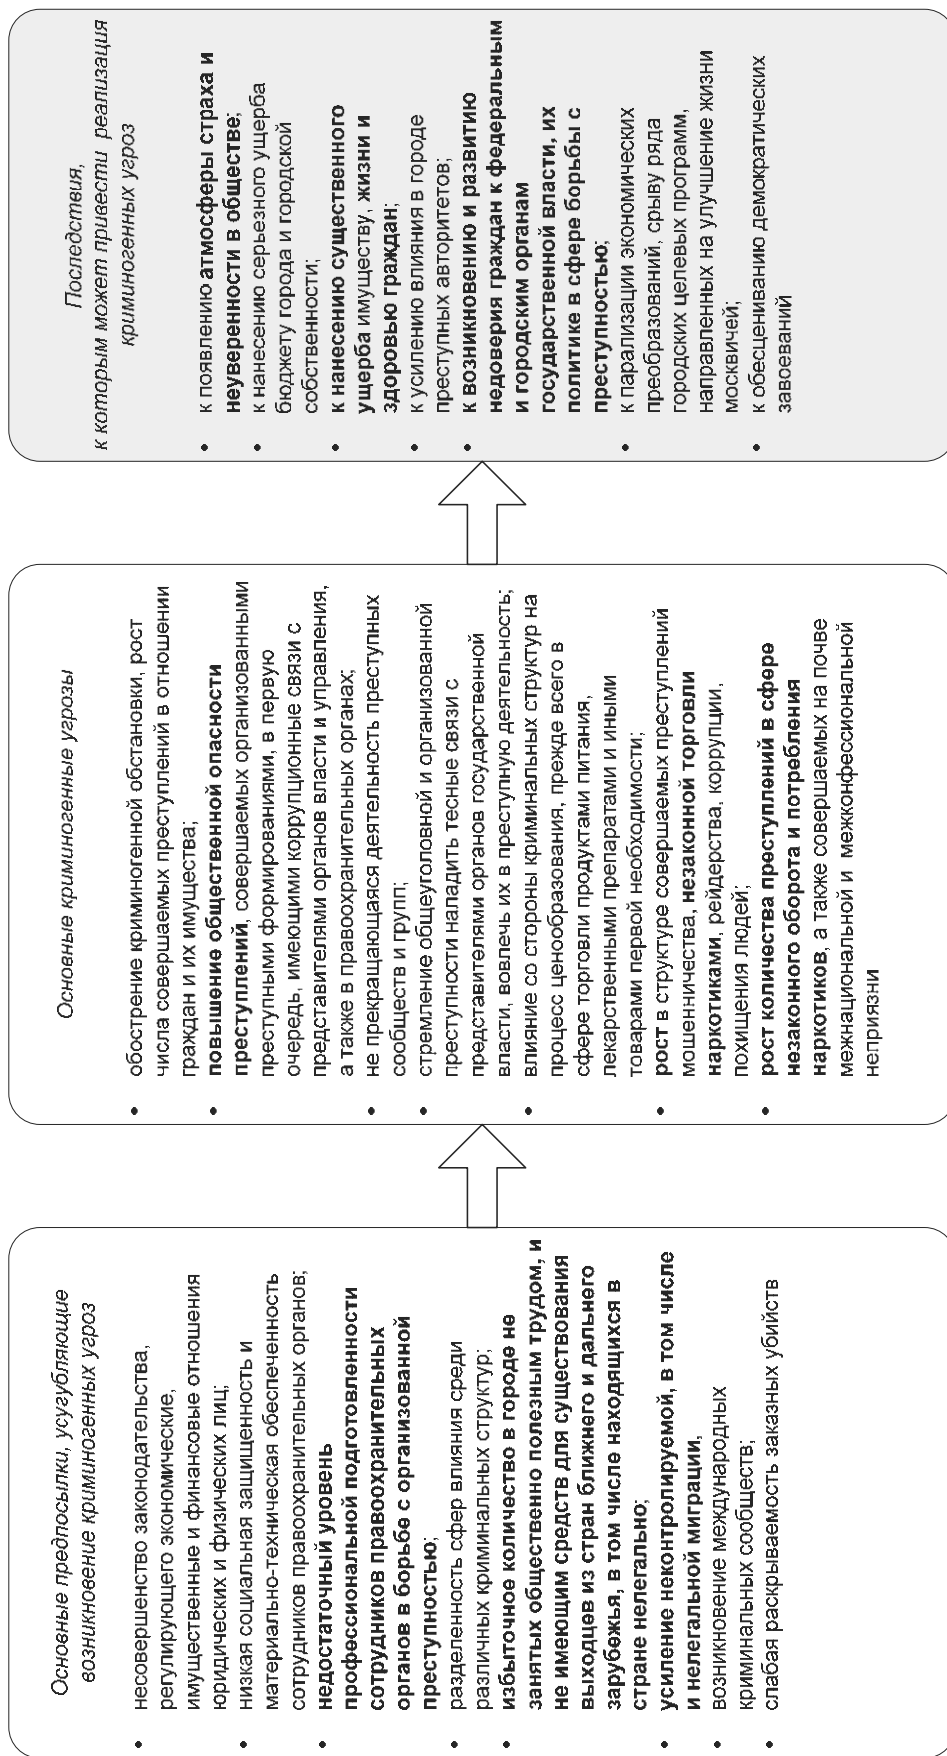 Основные предпосылки, усугубляющие
возникновение криминогенных угроз
• несовершенство законодательства,
регулирующего экономические,
имущественные и финансовые отношения
юридических и физических лиц;
• низкая социальная защищенность и
материально-техническая обеспеченность
сотрудников правоохранительных органов;
• недостаточный уровень
профессиональной подготовленности
сотрудников правоохранительных
органов в борьбе с организованной
преступностью;
• разделенность сфер влияния среди
различных криминальных структур;
• избыточное количество в городе не
занятых общественно полезным трудом, и
не имеющим средств для существования
выходцев из стран ближнего и дальнего
зарубежья, в том числе находящихся в
стране нелегально;
• усиление неконтролируемой, в том числе
и нелегальной миграции,
• возникновение международных
криминальных сообществ;
• слабая раскрываемость заказных убийств
Основные криминогенные угрозы
• обострение криминогенной обстановки, рост
числа совершаемых преступлений в отношении
граждан и их имущества;
• повышение общественной опасности
преступлений, совершаемых организованными
преступными формированиями, в первую
очередь, имеющими коррупционные связи с
представителями органов власти и управления,
а также в правоохранительных органах;
• не прекращающаяся деятельность преступных
сообществ и групп;
• стремление общеуголовной и организованной
преступности наладить тесные связи с
представителями органов государственной
власти, вовлечь их в преступную деятельность;
• влияние со стороны криминальных структур на
процесс ценообразования, прежде всего в
сфере торговли продуктами питания,
лекарственными препаратами и иными
товарами первой необходимости;
• рост в структуре совершаемых преступлений
мошенничества, незаконной торговли
наркотиками, рейдерства, коррупции,
похищения людей;
• рост количества преступлений в сфере
незаконного оборота и потребления
наркотиков, а также совершаемых на почве
межнациональной и межконфессиональной
неприязни
Последствия,
к которым может привести реализация
криминогенных угроз
• к появлению атмосферы страха и
неуверенности в обществе;
• к нанесению серьезного ущерба
бюджету города и городской
собственности;
• к нанесению существенного
ущерба имуществу, жизни и
здоровью граждан;
• к усилению влияния в городе
преступных авторитетов;
• к возникновению и развитию
недоверия граждан к федеральным
и городским органам
государственной власти, их
политике в сфере борьбы с
преступностью;
• к парализации экономических
преобразований, срыву ряда
городских целевых программ,
направленных на улучшение жизни
москвичей;
• к обесцениванию демократических
завоеваний